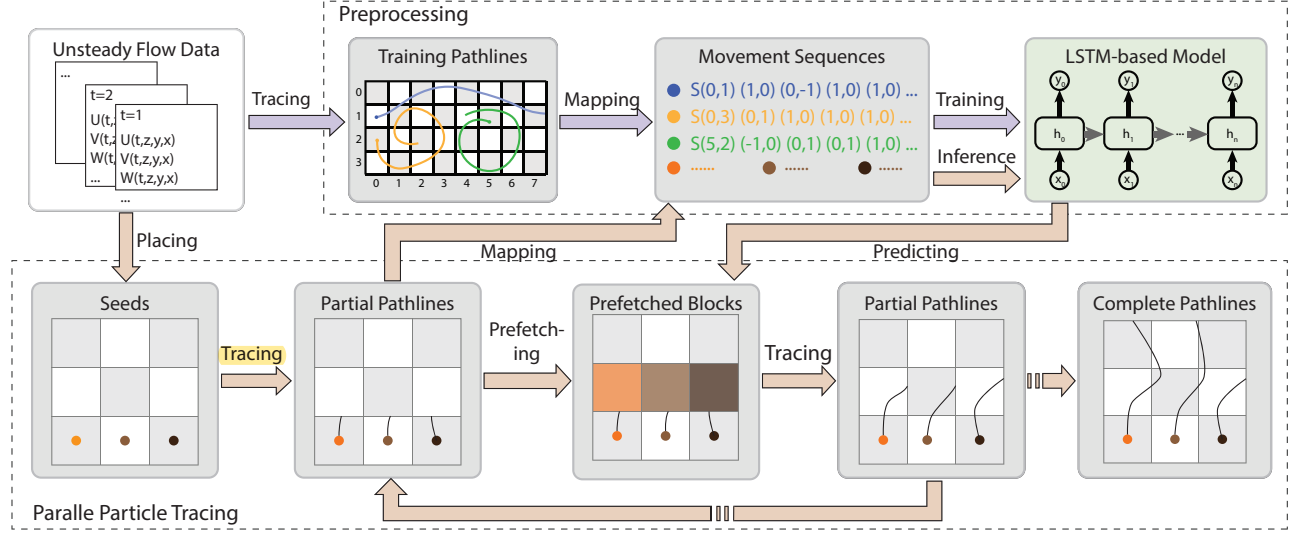 Preprocessing
Unsteady Flow Data
...
t=2
U(t,z
V(t,z
W(t,
...
t=1
U(t,z,y,x)
V(t,z,y,x)
W(t,z,y,x)
...
Tracing
Training Pathlines
0
1
2
3
0 1 2 3 4 5 6 7
Mapping
Movement Sequences
S(0,1) (1,0) (0,-1) (1,0) (1,0) ...
S(0,3) (0,1) (1,0) (1,0) (1,0) ...
S(5,2) (-1,0) (0,1) (0,1) (1,0) ...
...... ...... ......
Training
Inference
LSTM-based Model
y0 y1 yn
h0 h1 ... hn
x0 x1 xn
Placing
Mapping
Predicting
Seeds
Tracing
Partial Pathlines
Prefetch-
ing
Prefetched Blocks
Tracing
Partial Pathlines
Complete Pathlines
Paralle Particle Tracing